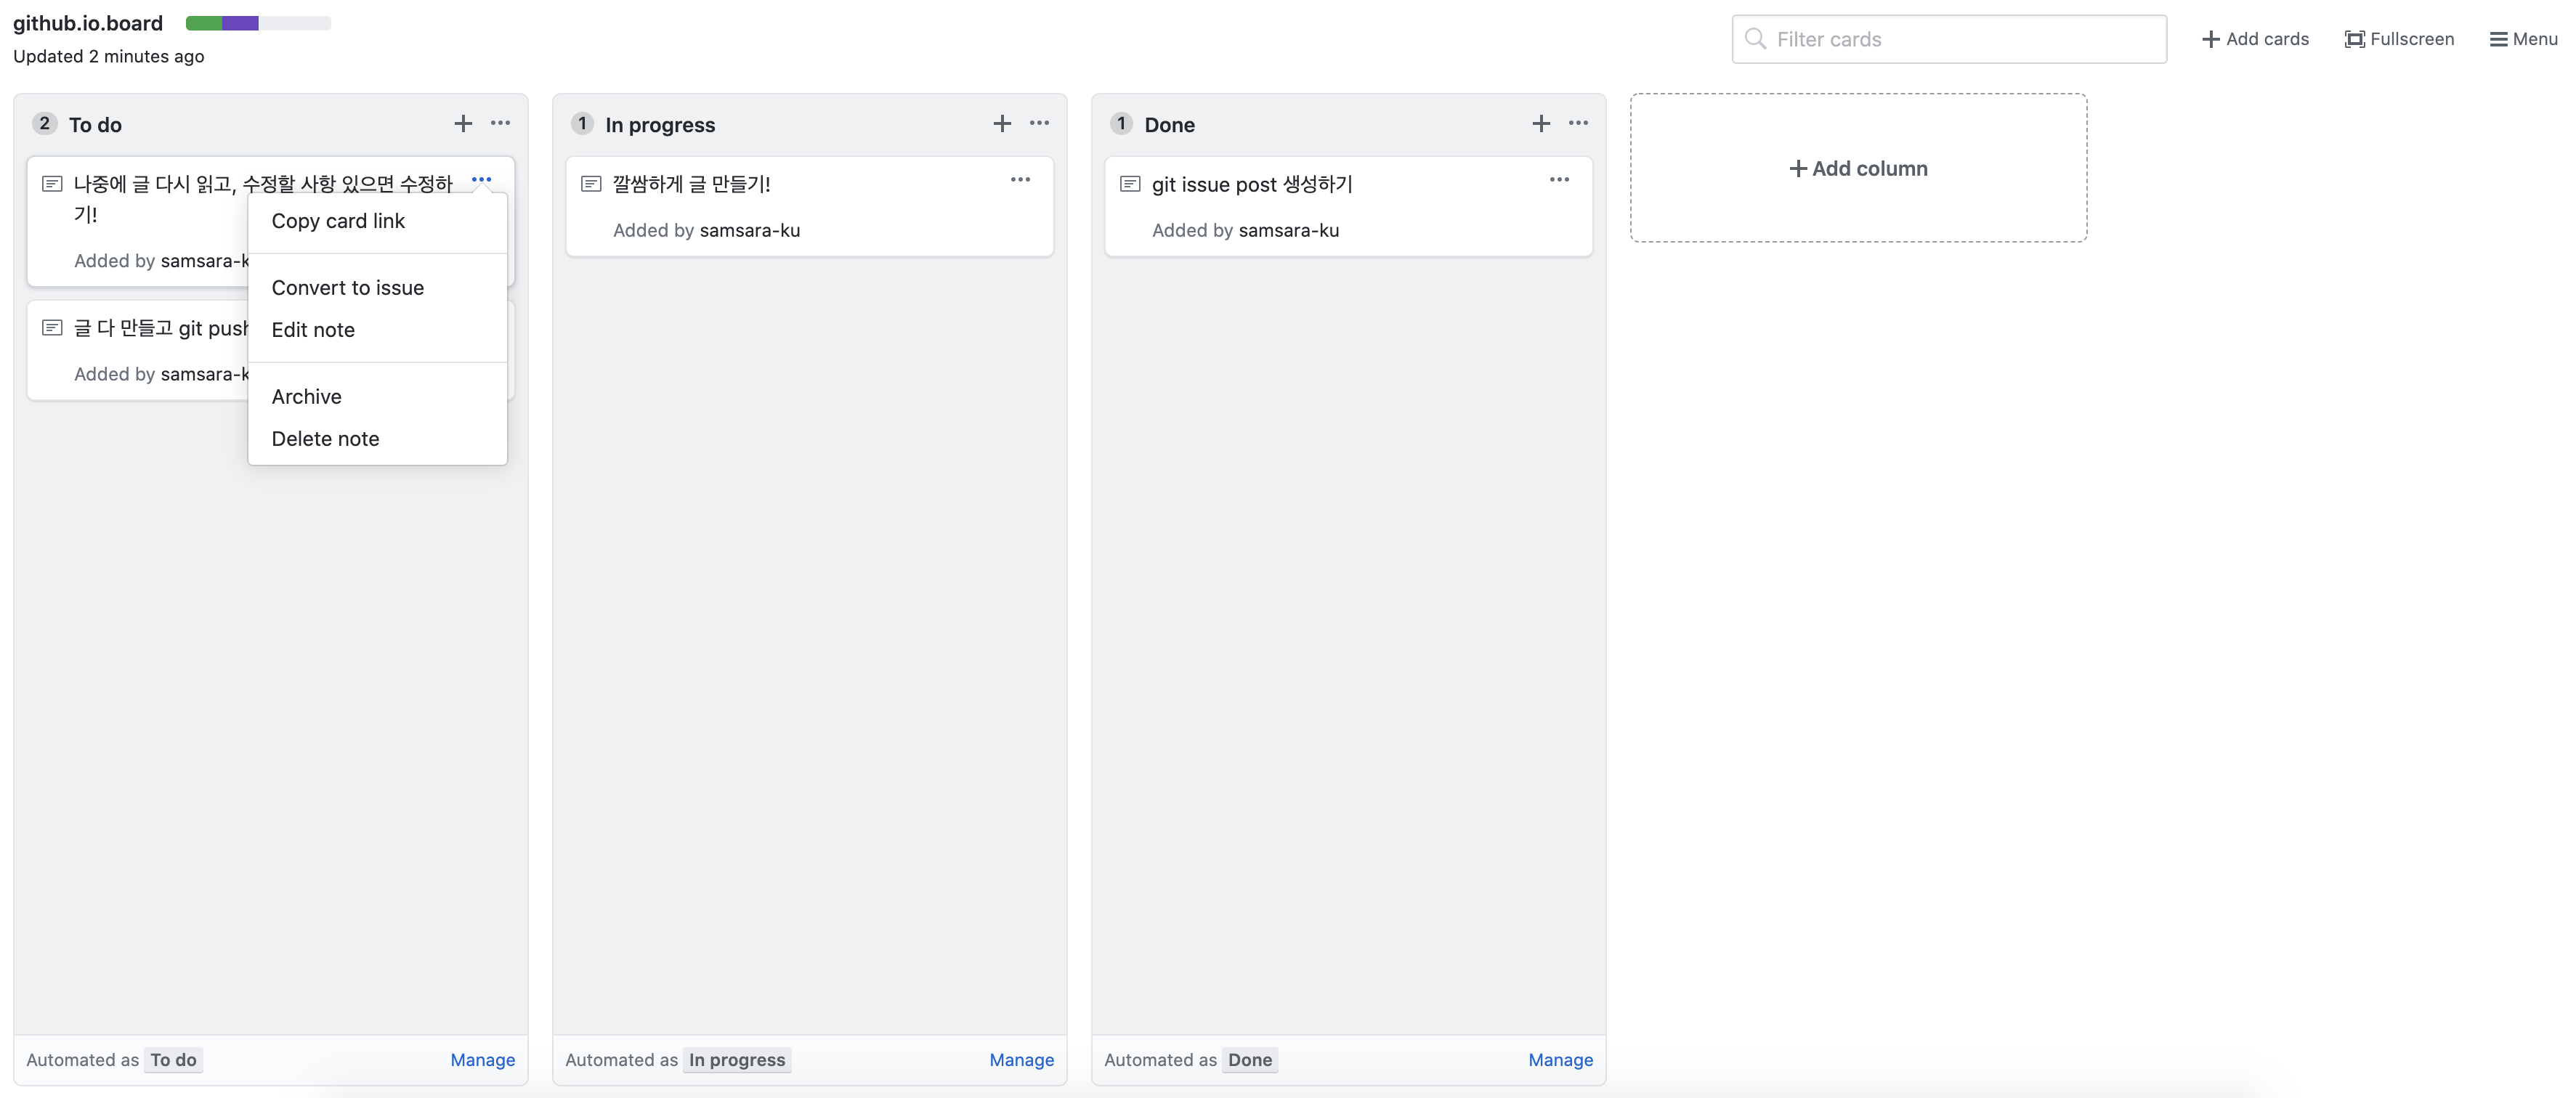 github.io.board
Updated 2 minutes ago
Filter cards
Add cards
Fullscreen
Menu
2 To do
나중에 글 다시 읽고, 수정할 사항 있으면 수정하
기!
Added by samsara-k
글 다 만들고 git push
Added by samsara-k
Copy card link
Convert to issue
Edit note
Archive
Delete note
Automated as To do
Manage
1 In progress
깔쌈하게 글 만들기!
Added by samsara-ku
Automated as In progress
Manage
1 Done
git issue post 생성하기
Added by samsara-ku
Automated as Done
Manage
Add column